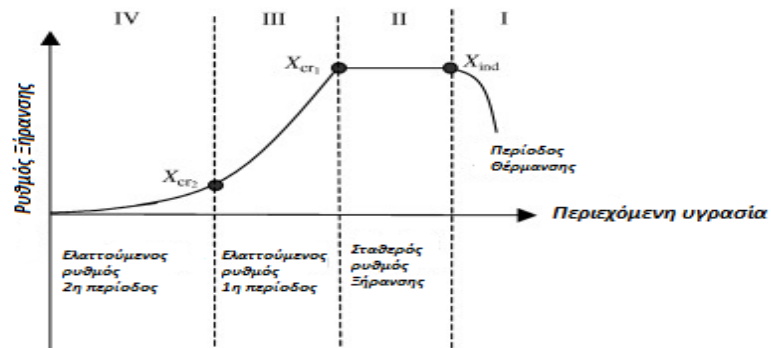 IV III II I
X_cr₁
X_ind
Περίοδος
Θέρμανσης
X_cr₂
Ρυθμός Ξήρανσης
Περιεχόμενη υγρασία
Ελαττούμενος
ρυθμός
2η περίοδος
Ελαττούμενος
ρυθμός
1η περίοδος
Σταθερός
ρυθμός
Ξήρανσης